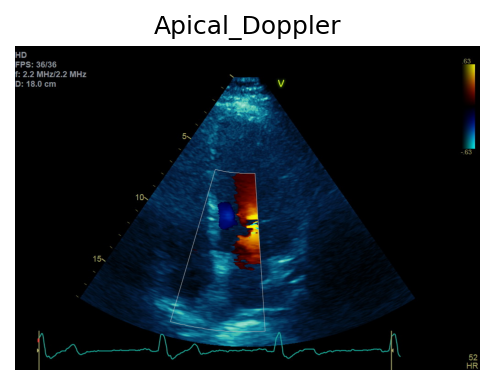 Apical_Doppler
HD
FPS: 36/36
f: 2.2 MHz/2.2 MHz
D: 18.0 cm
V
63
-63
5
10
15
52
HR